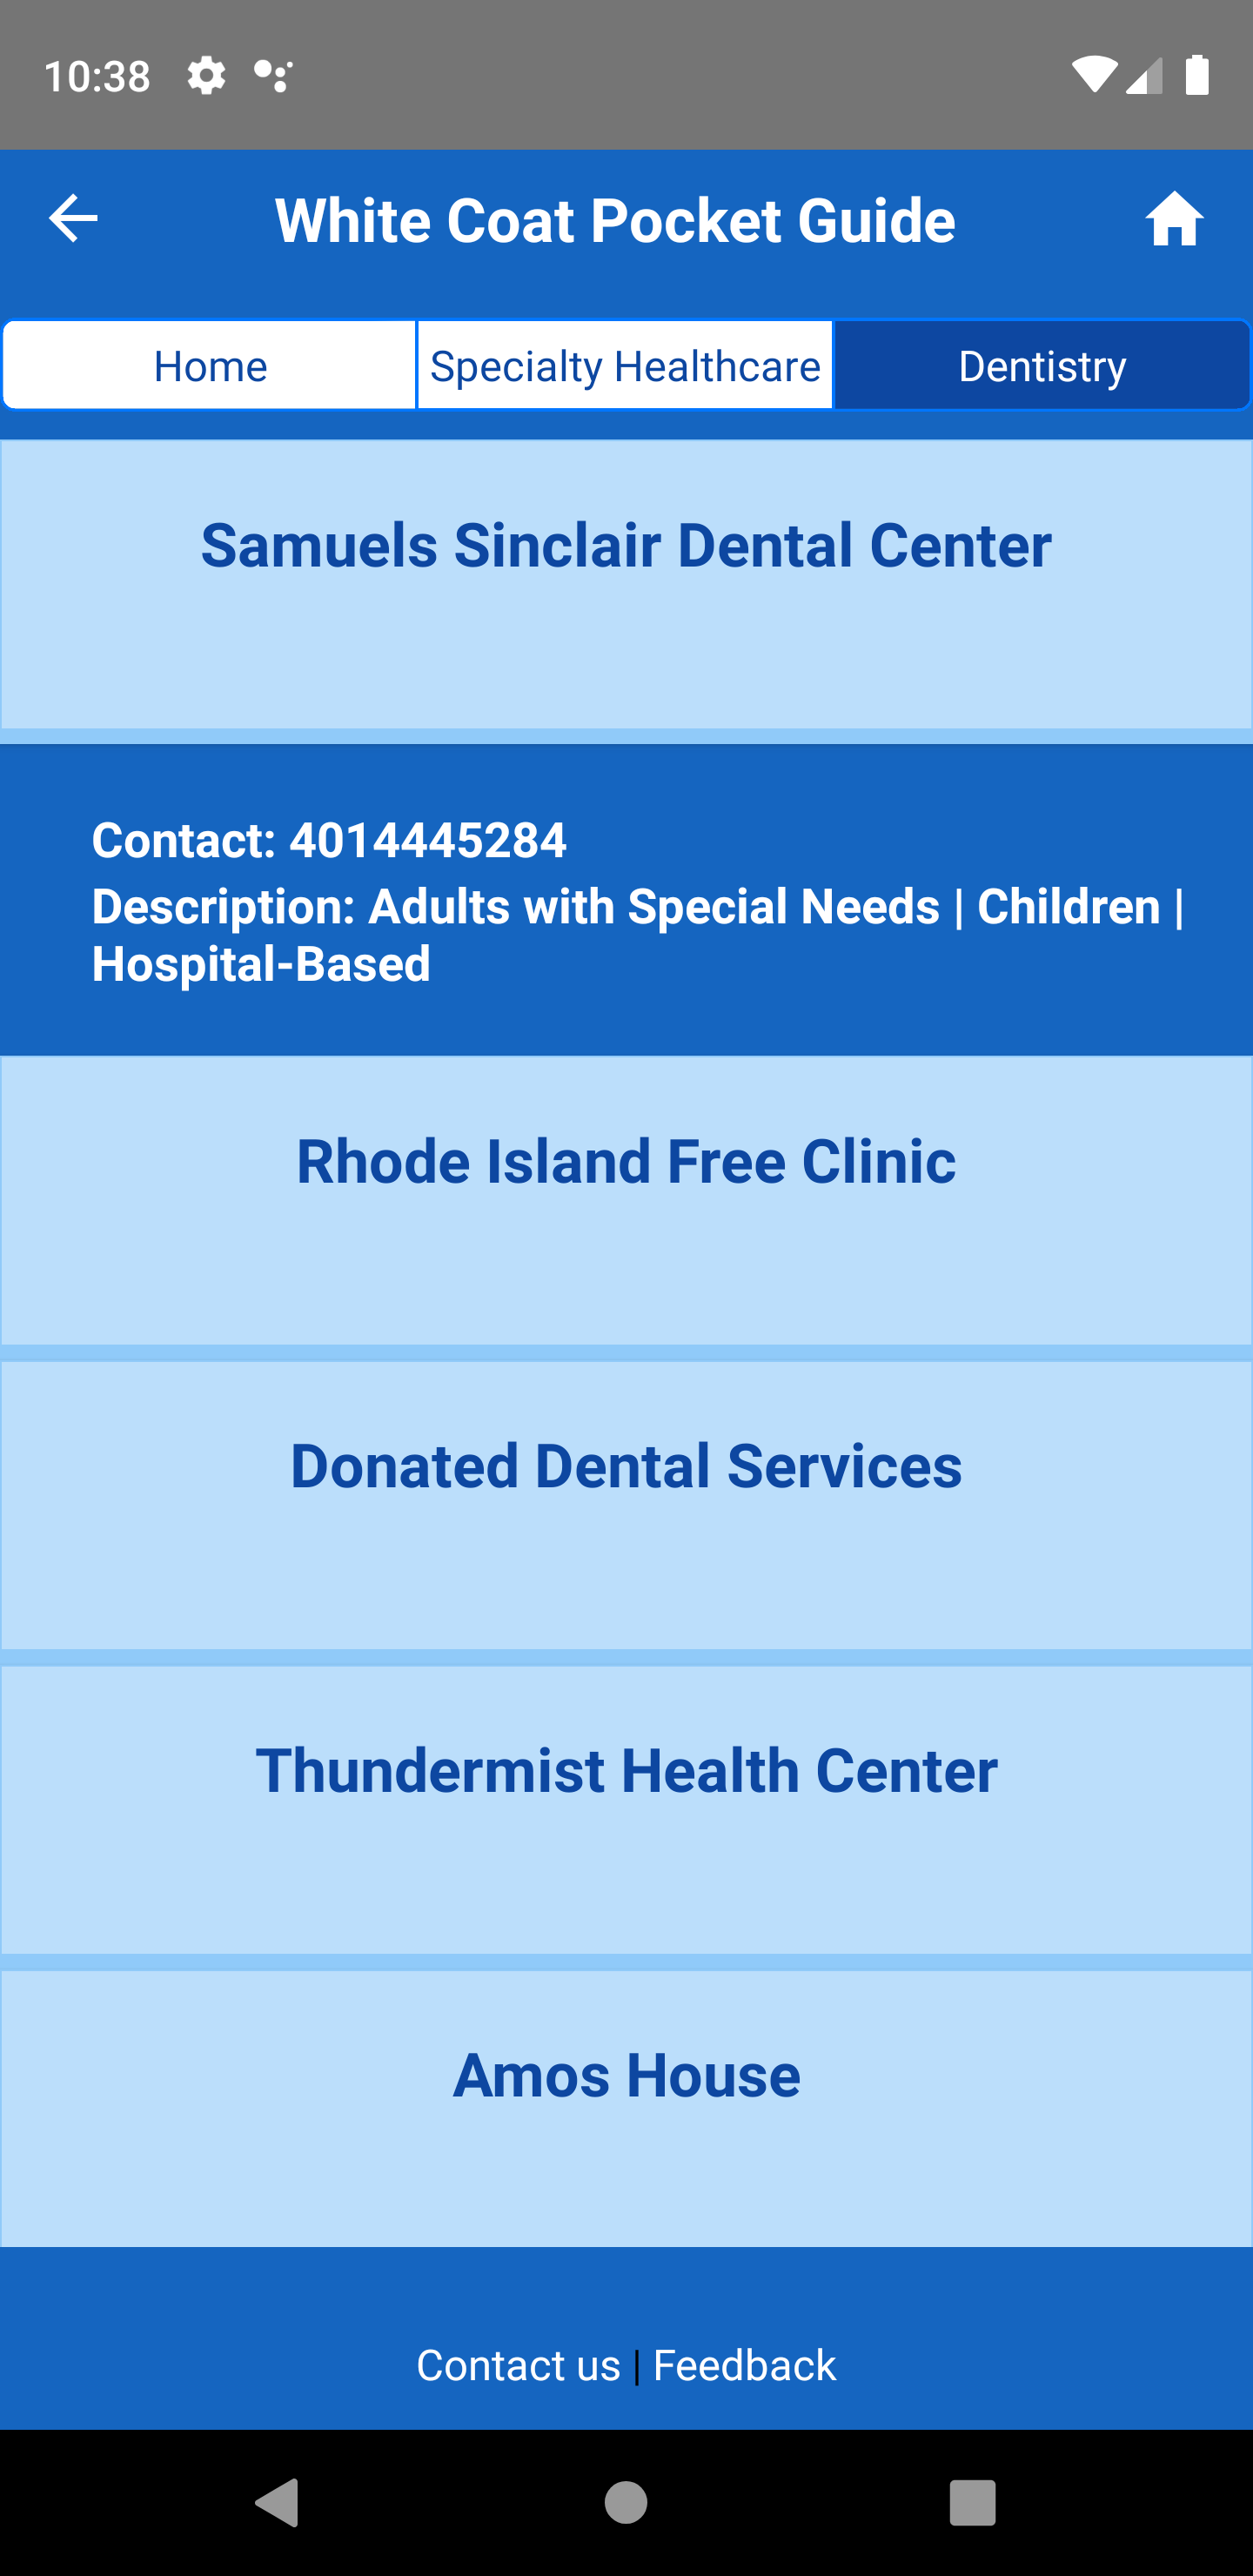 10:38
White Coat Pocket Guide
Home
Specialty Healthcare
Dentistry
Samuels Sinclair Dental Center
Contact: 4014445284
Description: Adults with Special Needs | Children |
Hospital-Based
Rhode Island Free Clinic
Donated Dental Services
Thundermist Health Center
Amos House
Contact us | Feedback